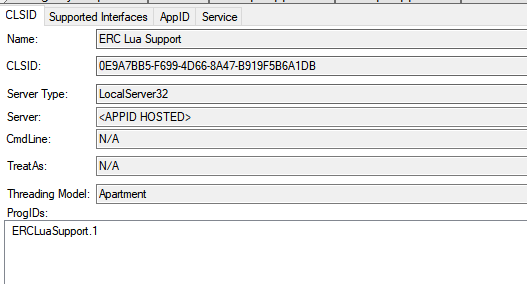 CLSID Supported Interfaces AppID Service
Name: ERC Lua Support
CLSID: 0E9A7BB5-F699-4D66-8A47-B919F5B6A1DB
Server Type: LocalServer32
Server: <APPID HOSTED>
CmdLine: N/A
TreatAs: N/A
Threading Model: Apartment
ProgIDs:
ERCLuaSupport.1